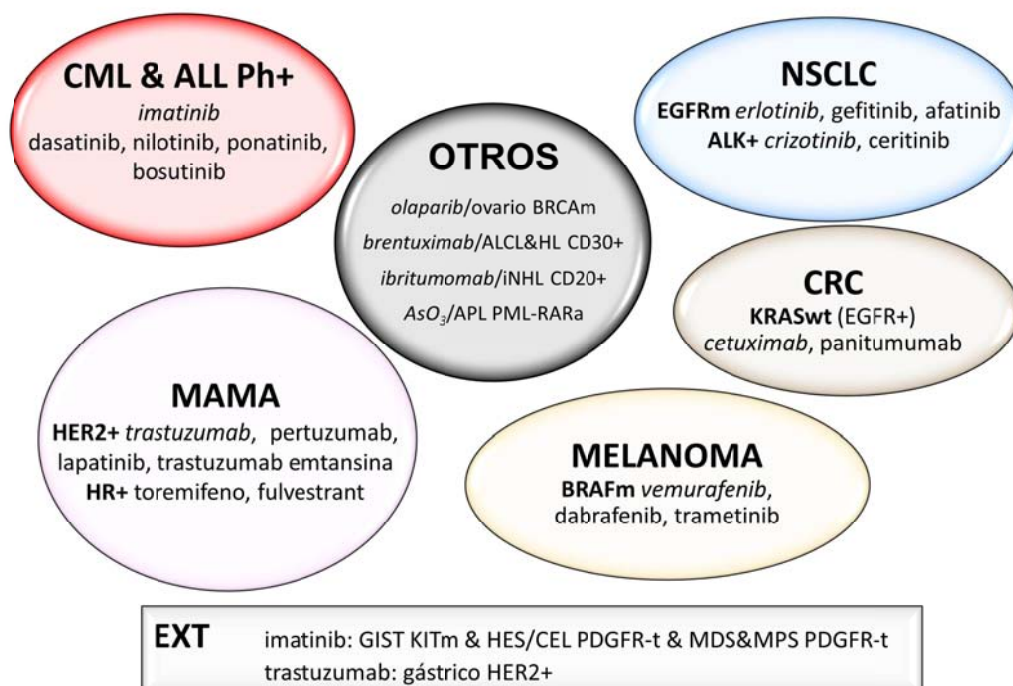 CML & ALL Ph+
imatinib
dasatinib, nilotinib, ponatinib,
bosutinib
NSCLC
EGFRm erlotinib, gefitinib, afatinib
ALK+ crizotinib, ceritinib
OTROS
olaparib/ovario BRCAm
brentuximab/ALCL&HL CD30+
ibritumomab/iNHL CD20+
AsO3/APL PML-RARa
CRC
KRASwt (EGFR+)
cetuximab, panitumumab
MAMA
HER2+ trastuzumab, pertuzumab,
lapatinib, trastuzumab emtansina
HR+ toremifeno, fulvestrant
MELANOMA
BRAFm vemurafenib,
dabrafenib, trametinib
EXT imatinib: GIST KITm & HES/CEL PDGFR-t & MDS&MPS PDGFR-t
trastuzumab: gástrico HER2+